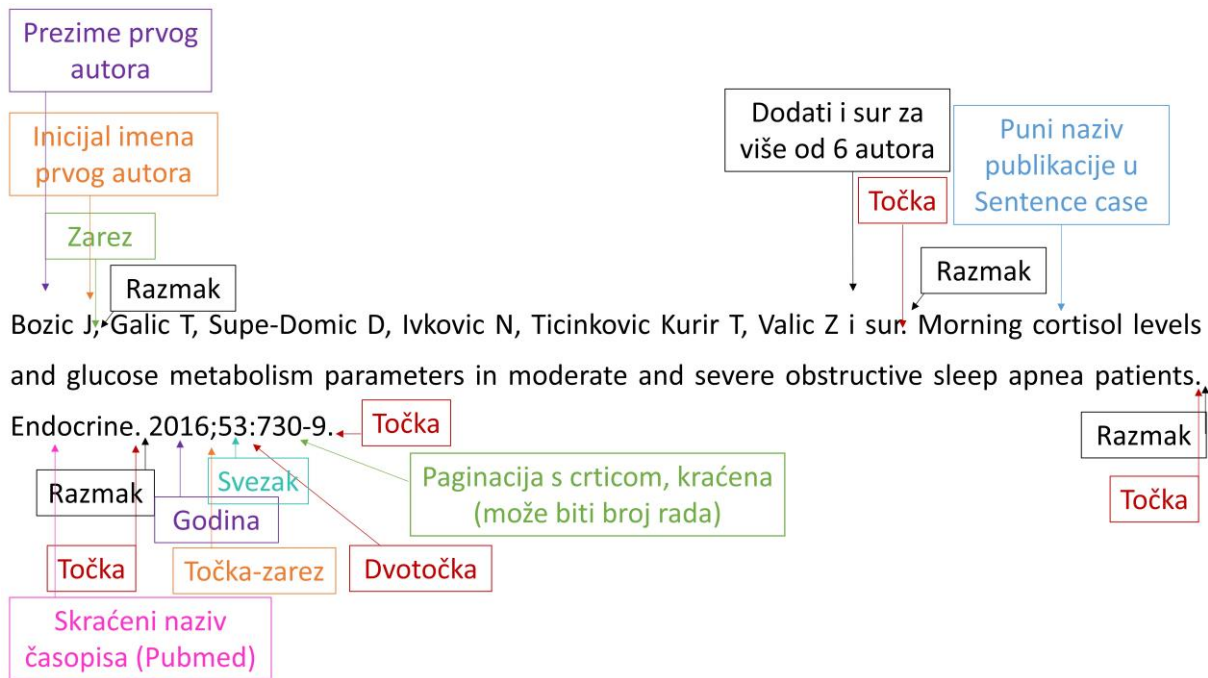 Prezime prvog
autora
Inicijal imena
prvog autora
Zarez
Razmak
Dodati i sur za
više od 6 autora
Točka
Razmak
Puni naziv
publikacije u
Sentence case
Bozic J, Galic T, Supe-Domic D, Ivkovic N, Ticinkovic Kurir T, Valic Z i sur. Morning cortisol levels
and glucose metabolism parameters in moderate and severe obstructive sleep apnea patients.
Endocrine. 2016;53:730-9.
Točka
Razmak
Točka
Razmak
Svezak
Godina
Točka
Točka-zarez
Dvotočka
Paginacija s crticom, kraćena
(može biti broj rada)
Skraćeni naziv
časopisa (Pubmed)